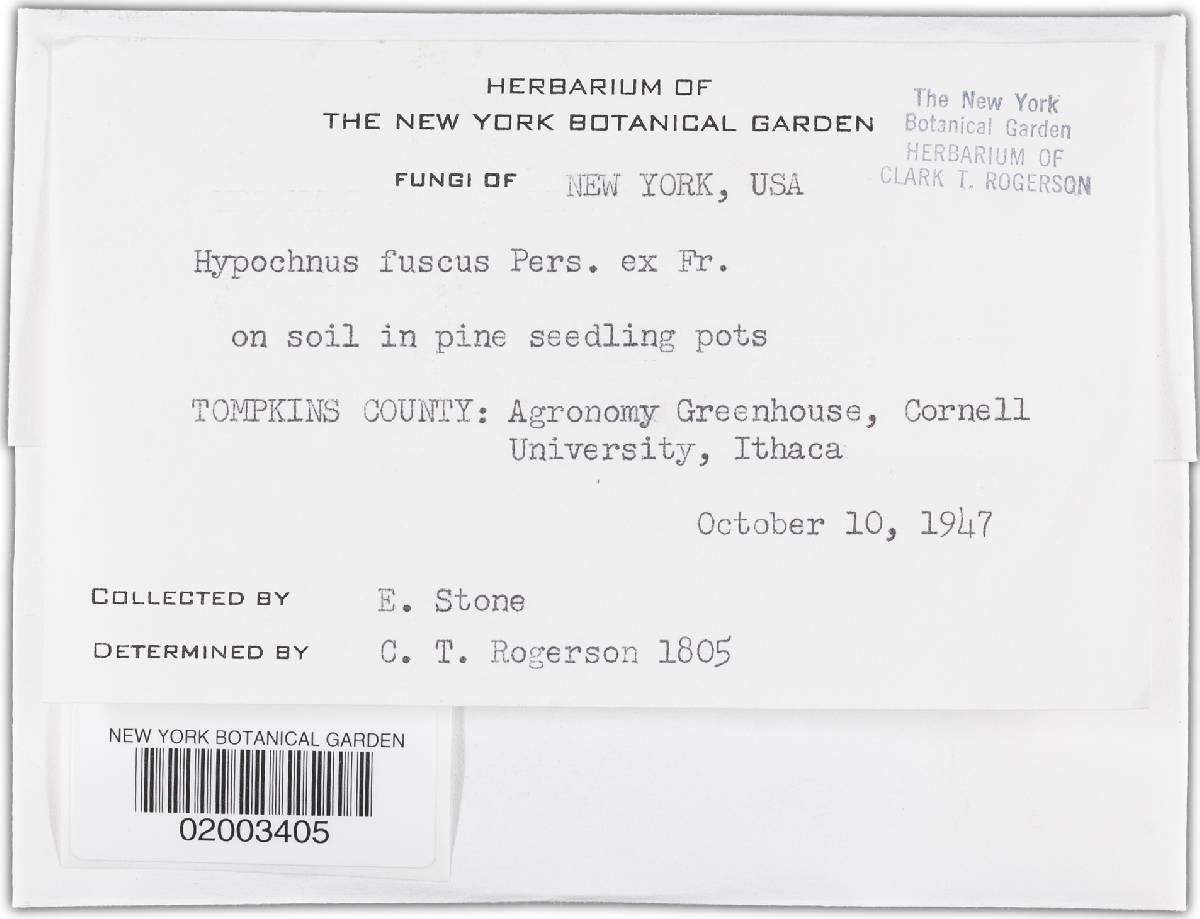 HERBARIUM OF
THE NEW YORK BOTANICAL GARDEN
The New York
Botanical Garden
HERBARIUM OF
CLARK T. ROGERSON
FUNGI OF NEW YORK, USA
Hypochnus fuscus Pers. ex Fr.
on soil in pine seedling pots
TOMPKINS COUNTY: Agronomy Greenhouse, Cornell
University, Ithaca
October 10, 1947
COLLECTED BY E. Stone
DETERMINED BY C. T. Rogerson 1805
NEW YORK BOTANICAL GARDEN
02003405